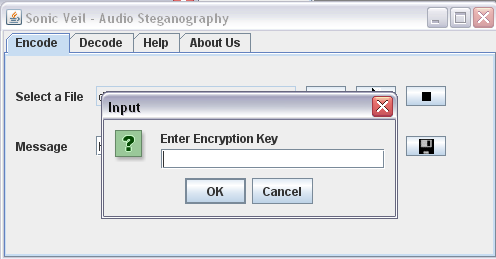 Sonic Veil - Audio Steganography
Encode Decode Help About Us
Select a File
Input
Enter Encryption Key
?
Message
OK Cancel